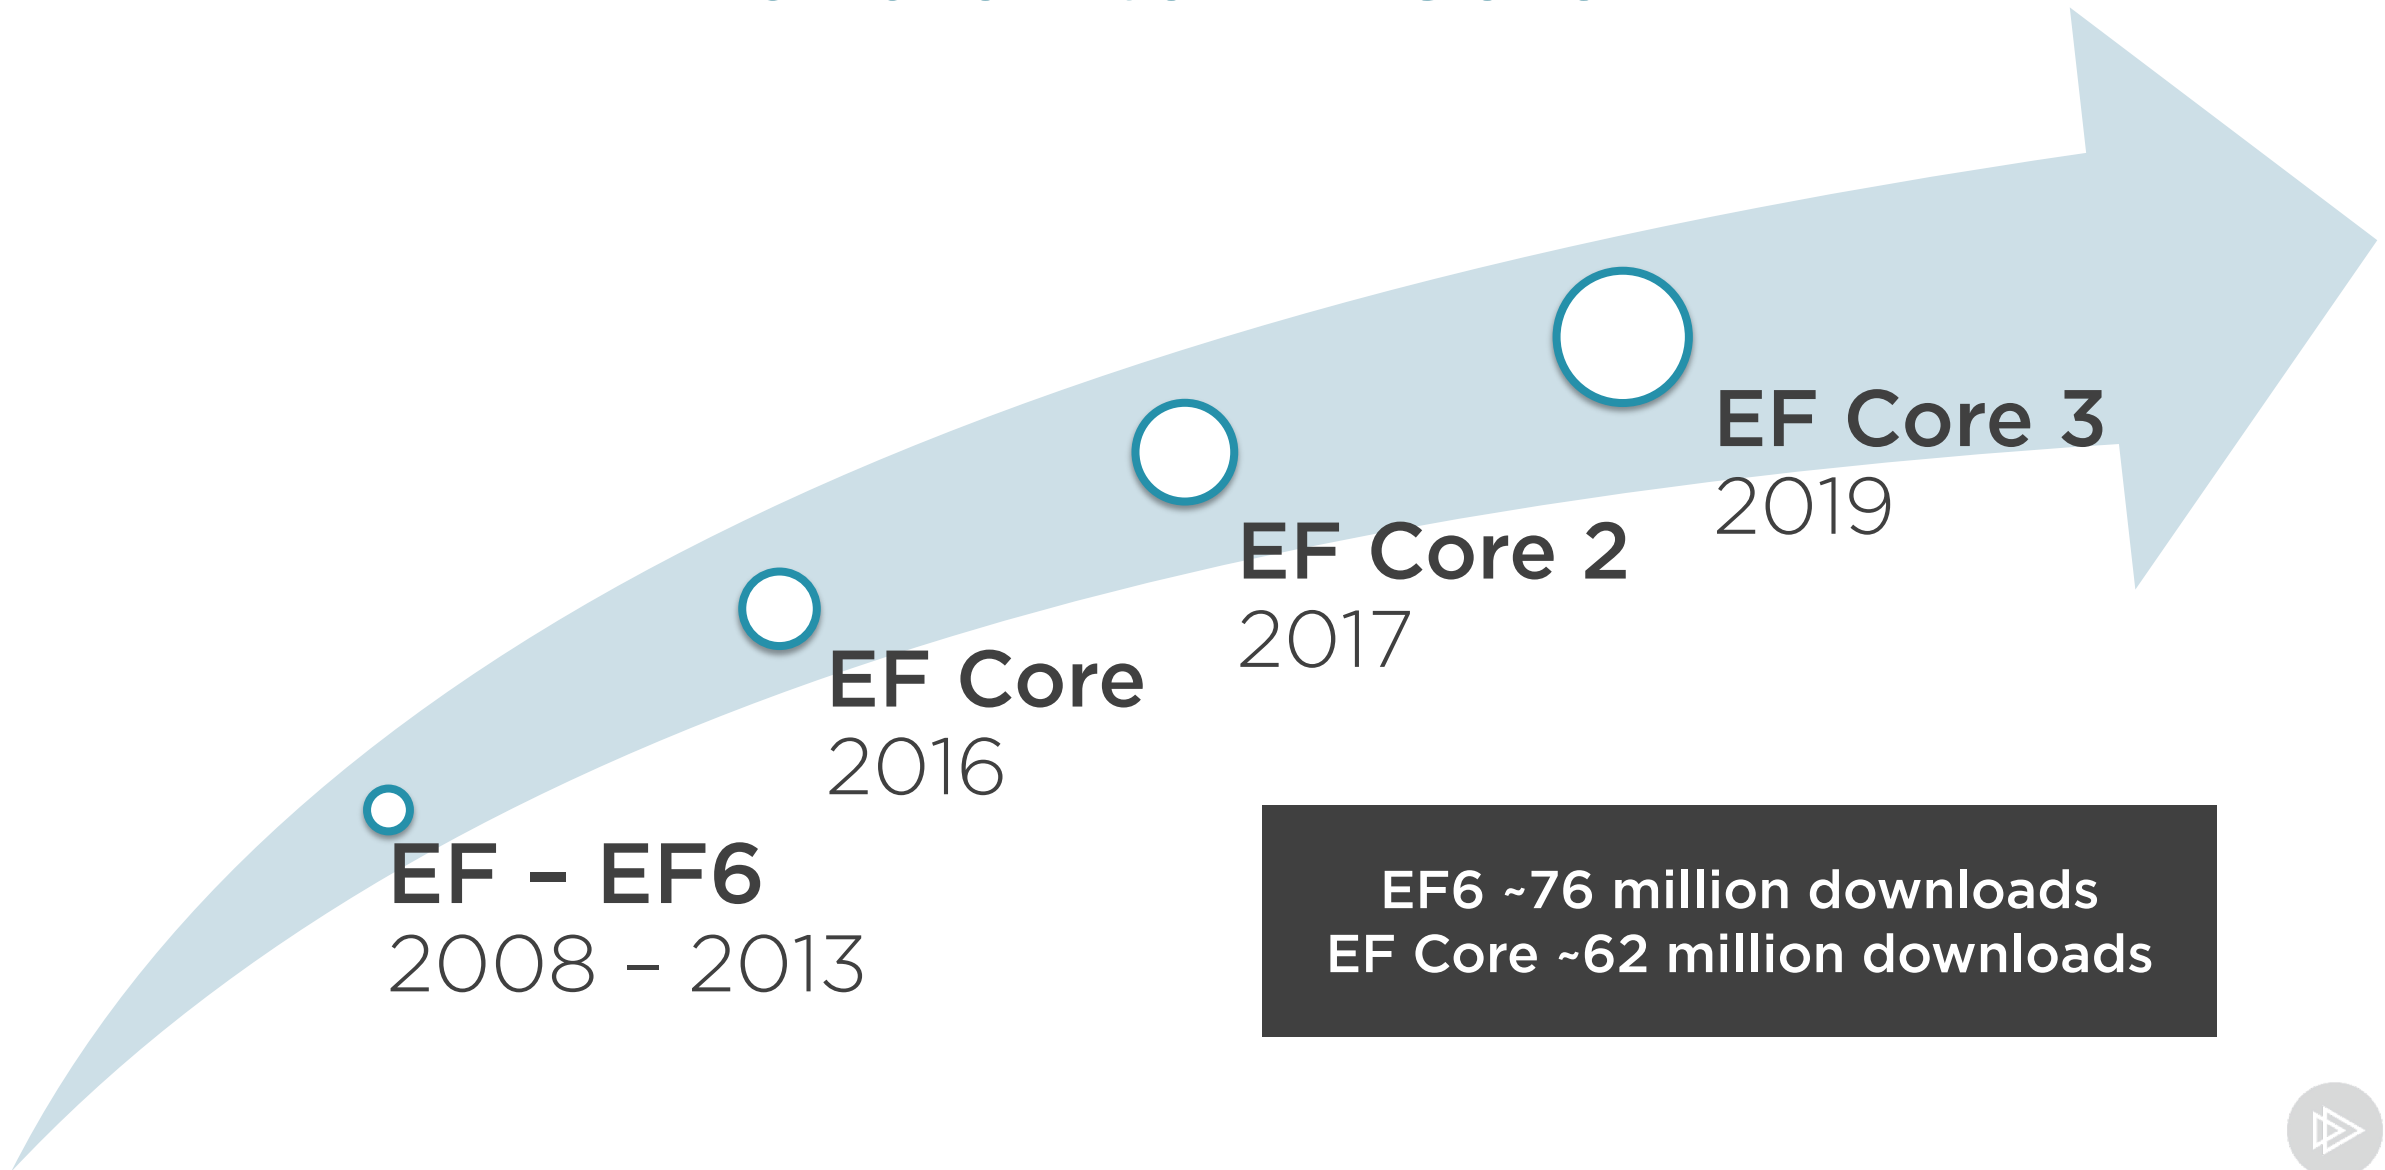 EF – EF6
2008 – 2013
EF Core
2016
EF Core 2
2017
EF Core 3
2019
EF6 ~76 million downloads
EF Core ~62 million downloads